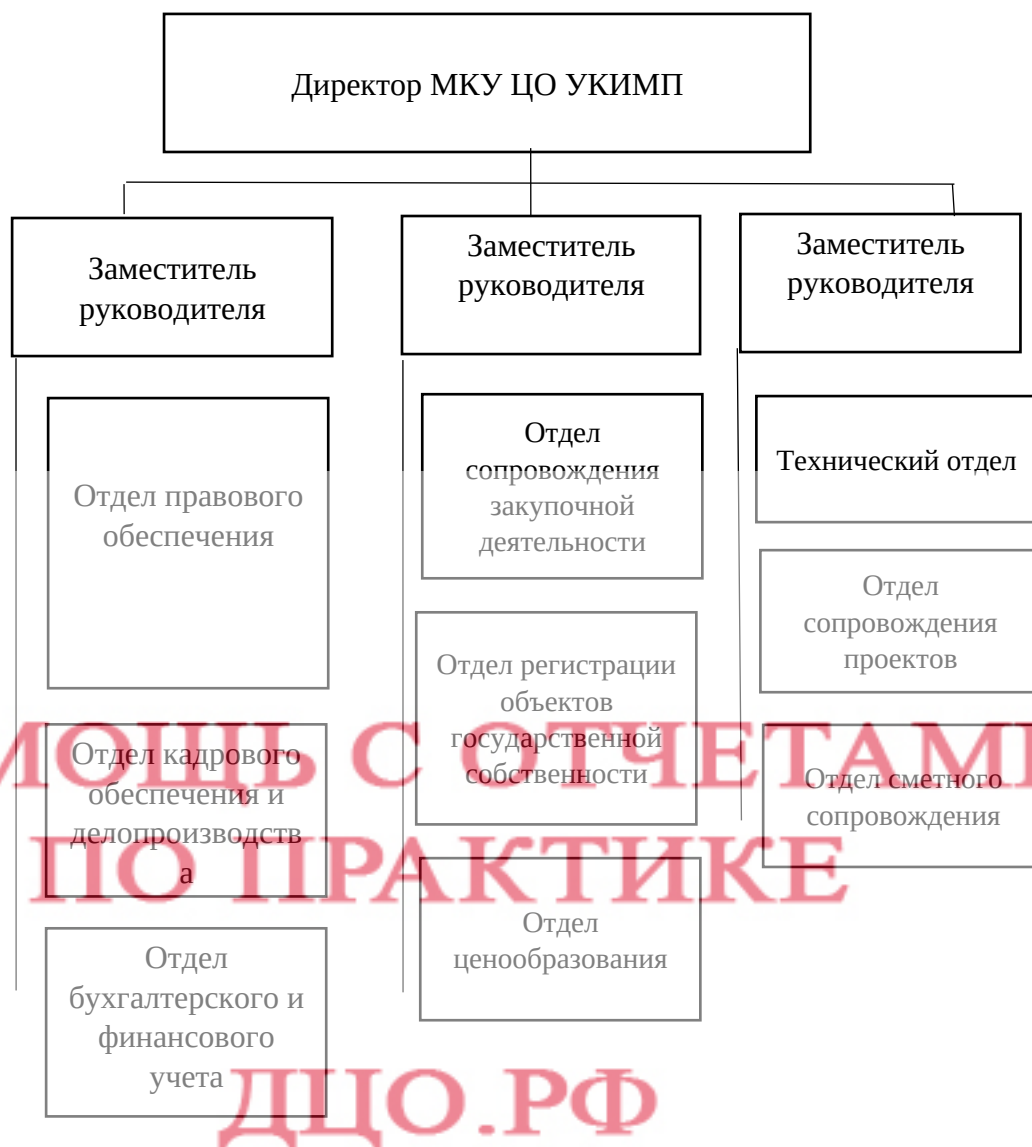 Директор МКУ ЦО УКИМП
Заместитель
руководителя
Отдел правового
обеспечения
Отдел кадрового
обеспечения и
делопроизводств
а
Отдел
бухгалтерского и
финансового
учета
Заместитель
руководителя
Отдел
сопровождения
закупочной
деятельности
Отдел регистрации
объектов
государственной
собственности
Отдел
ценообразования
Заместитель
руководителя
Технический отдел
Отдел
сопровождения
проектов
Отдел сметного
сопровождения
МОЩЬ С ОТЧЕТАМИ
ПО ПРАКТИКЕ
ДЦО.РФ